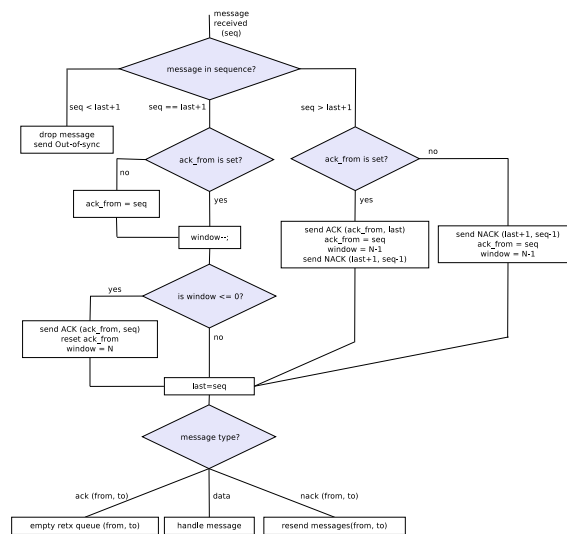 message
received
(seq)
message in sequence?
seq < last+1
seq == last+1
seq > last+1
drop message
send Out-of-sync
ack_from is set?
ack_from is set?
no
no
yes
yes
ack_from = seq
send ACK (ack_from, last)
ack_from = seq
window = N-1
send NACK (last+1, seq-1)
send NACK (last+1, seq-1)
ack_from = seq
window = N-1
window--;
is window <= 0?
yes
no
send ACK (ack_from, seq)
reset ack_from
window = N
last=seq
message type?
ack (from, to)
data
nack (from, to)
empty retx queue (from, to)
handle message
resend messages(from, to)